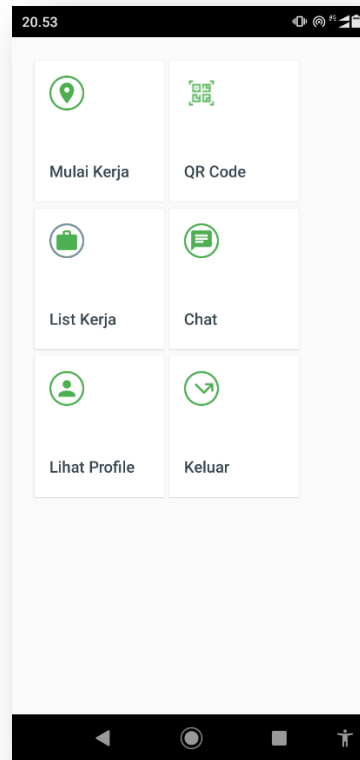 20.53
Mulai Kerja
QR Code
List Kerja
Chat
Lihat Profile
Keluar